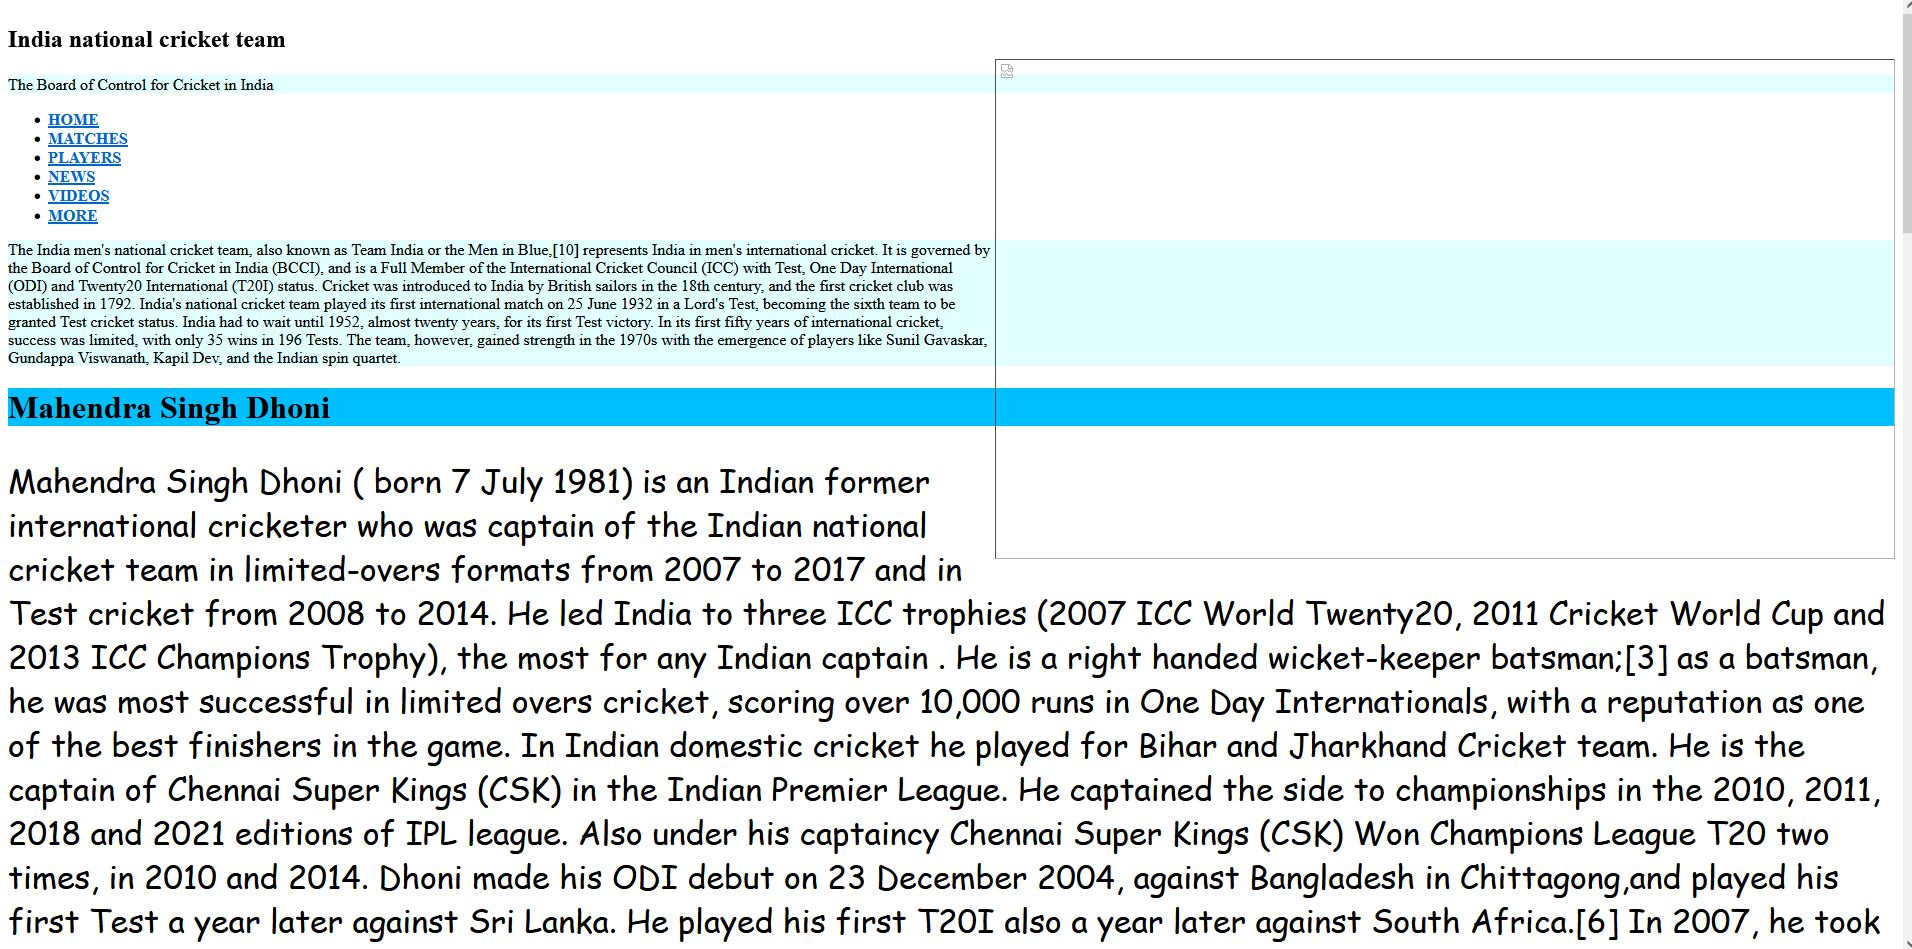 India national cricket team
The Board of Control for Cricket in India
HOME
MATCHES
PLAYERS
NEWS
VIDEOS
MORE
The India men's national cricket team, also known as Team India or the Men in Blue,[10] represents India in men's international cricket. It is governed by
the Board of Control for Cricket in India (BCCI), and is a Full Member of the International Cricket Council (ICC) with Test, One Day International
(ODI) and Twenty20 International (T20I) status. Cricket was introduced to India by British sailors in the 18th century, and the first cricket club was
established in 1792. India's national cricket team played its first international match on 25 June 1932 in a Lord's Test, becoming the sixth team to be
granted Test cricket status. India had to wait until 1952, almost twenty years, for its first Test victory. In its first fifty years of international cricket,
success was limited, with only 35 wins in 196 Tests. The team, however, gained strength in the 1970s with the emergence of players like Sunil Gavaskar,
Gundappa Viswanath, Kapil Dev, and the Indian spin quartet.
Mahendra Singh Dhoni
Mahendra Singh Dhoni ( born 7 July 1981) is an Indian former
international cricketer who was captain of the Indian national
cricket team in limited-overs formats from 2007 to 2017 and in
Test cricket from 2008 to 2014. He led India to three ICC trophies (2007 ICC World Twenty20, 2011 Cricket World Cup and
2013 ICC Champions Trophy), the most for any Indian captain . He is a right handed wicket-keeper batsman;[3] as a batsman,
he was most successful in limited overs cricket, scoring over 10,000 runs in One Day Internationals, with a reputation as one
of the best finishers in the game. In Indian domestic cricket he played for Bihar and Jharkhand Cricket team. He is the
captain of Chennai Super Kings (CSK) in the Indian Premier League. He captained the side to championships in the 2010, 2011,
2018 and 2021 editions of IPL league. Also under his captaincy Chennai Super Kings (CSK) Won Champions League T20 two
times, in 2010 and 2014. Dhoni made his ODI debut on 23 December 2004, against Bangladesh in Chittagong,and played his
first Test a year later against Sri Lanka. He played his first T20I also a year later against South Africa.[6] In 2007, he took